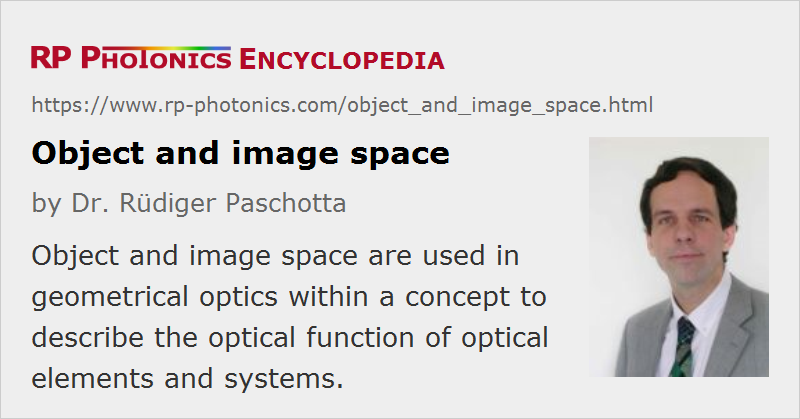 RP PHOTONICS ENCYCLOPEDIA
https://www.rp-photonics.com/object_and_image_space.html
Object and image space
by Dr. Rüdiger Paschotta
Object and image space are used in
geometrical optics within a concept to
describe the optical function of optical
elements and systems.